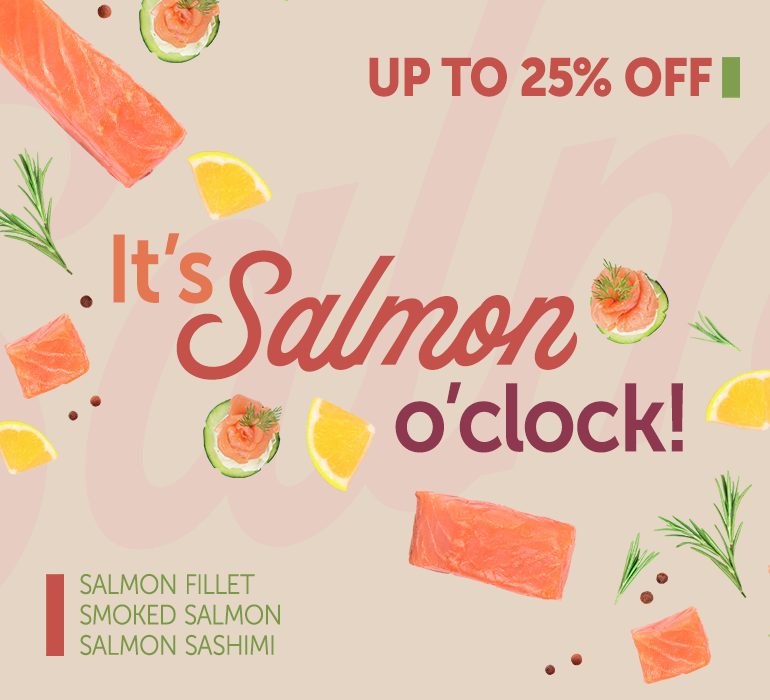 UP TO 25% OFF
It's Salmon
o'clock!
SALMON FILLET
SMOKED SALMON
SALMON SASHIMI